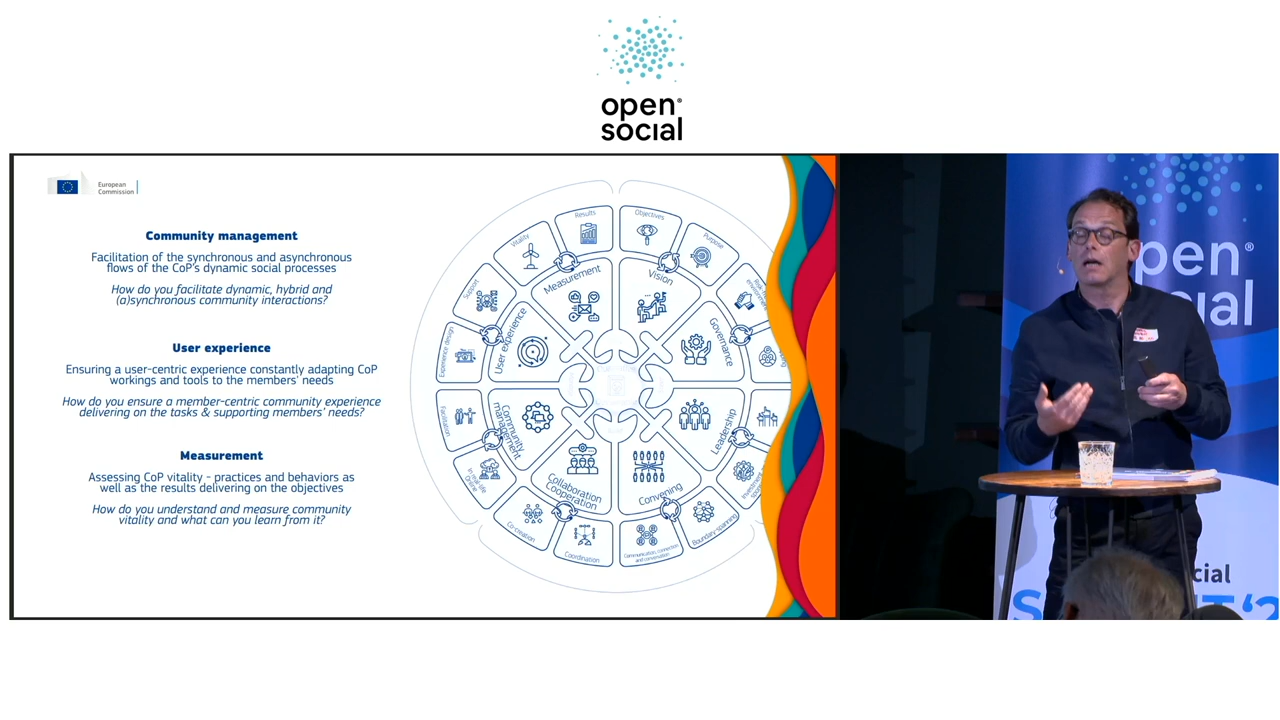 open®
social
European
Commission
Community management
Facilitation of the synchronous and asynchronous
flows of the CoP's dynamic social processes
How do you facilitate dynamic, hybrid and
(a)synchronous community interactions?
User experience
Ensuring a user-centric experience constantly adapting CoP
workings and tools to the members' needs
How do you ensure a member-centric community experience
delivering on the tasks & supporting members' needs?
Measurement
Assessing CoP vitality - practices and behaviors as
well as the results delivering on the objectives
How do you understand and measure community
vitality and what can you learn from it?
Results
Objectives
Vitality
Purpose
Support
Measurement
Vision
Experience design
User experience
Governance
Facilitation
Community
management
Leadership
Collaboration
Cooperation
Convening
Co-creation
Coordination
Communication, connection
and conversation
Boundary-spanning
pen®
cial
cial